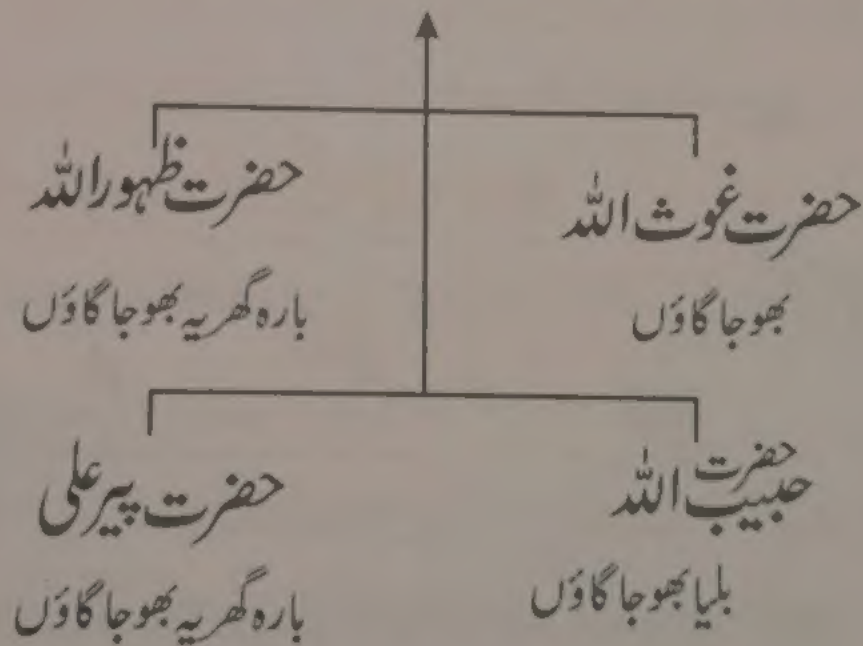 حضرت غوث اللہ
بھوجا گاؤں
حضرت ظہور اللہ
بارہ گھریہ بھوجا گاؤں
حضرت حبیب اللہ
بلیا بھوجا گاؤں
حضرت پیر علی
بارہ گھریہ بھوجا گاؤں